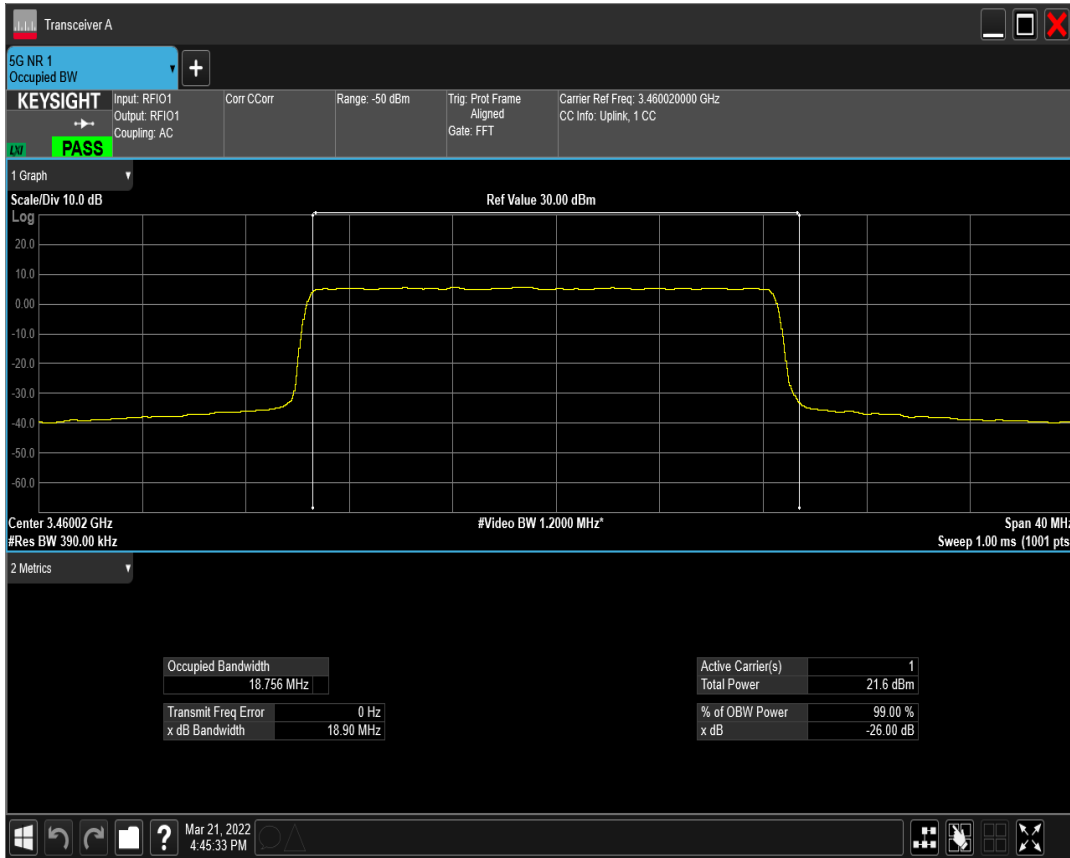 Transceiver A
5G NR 1
Occupied BW
KEYSIGHT
LXI
PASS
Input: RFIO1
Output: RFIO1
Coupling: AC
Corr CCorr
Range: -50 dBm
Trig: Prot Frame
Aligned
Gate: FFT
Carrier Ref Freq: 3.460020000 GHz
CC Info: Uplink, 1 CC
1 Graph
Scale/Div 10.0 dB
Ref Value 30.00 dBm
Log
20.0
10.0
0.00
-10.0
-20.0
-30.0
-40.0
-50.0
-60.0
Center 3.46002 GHz
#Video BW 1.2000 MHz*
Span 40 MHz
#Res BW 390.00 kHz
Sweep 1.00 ms (1001 pts
2 Metrics
Occupied Bandwidth
18.756 MHz
Transmit Freq Error 0 Hz
x dB Bandwidth 18.90 MHz
Active Carrier(s) 1
Total Power 21.6 dBm
% of OBW Power 99.00 %
x dB -26.00 dB
?
Mar 21, 2022
4:45:33 PM